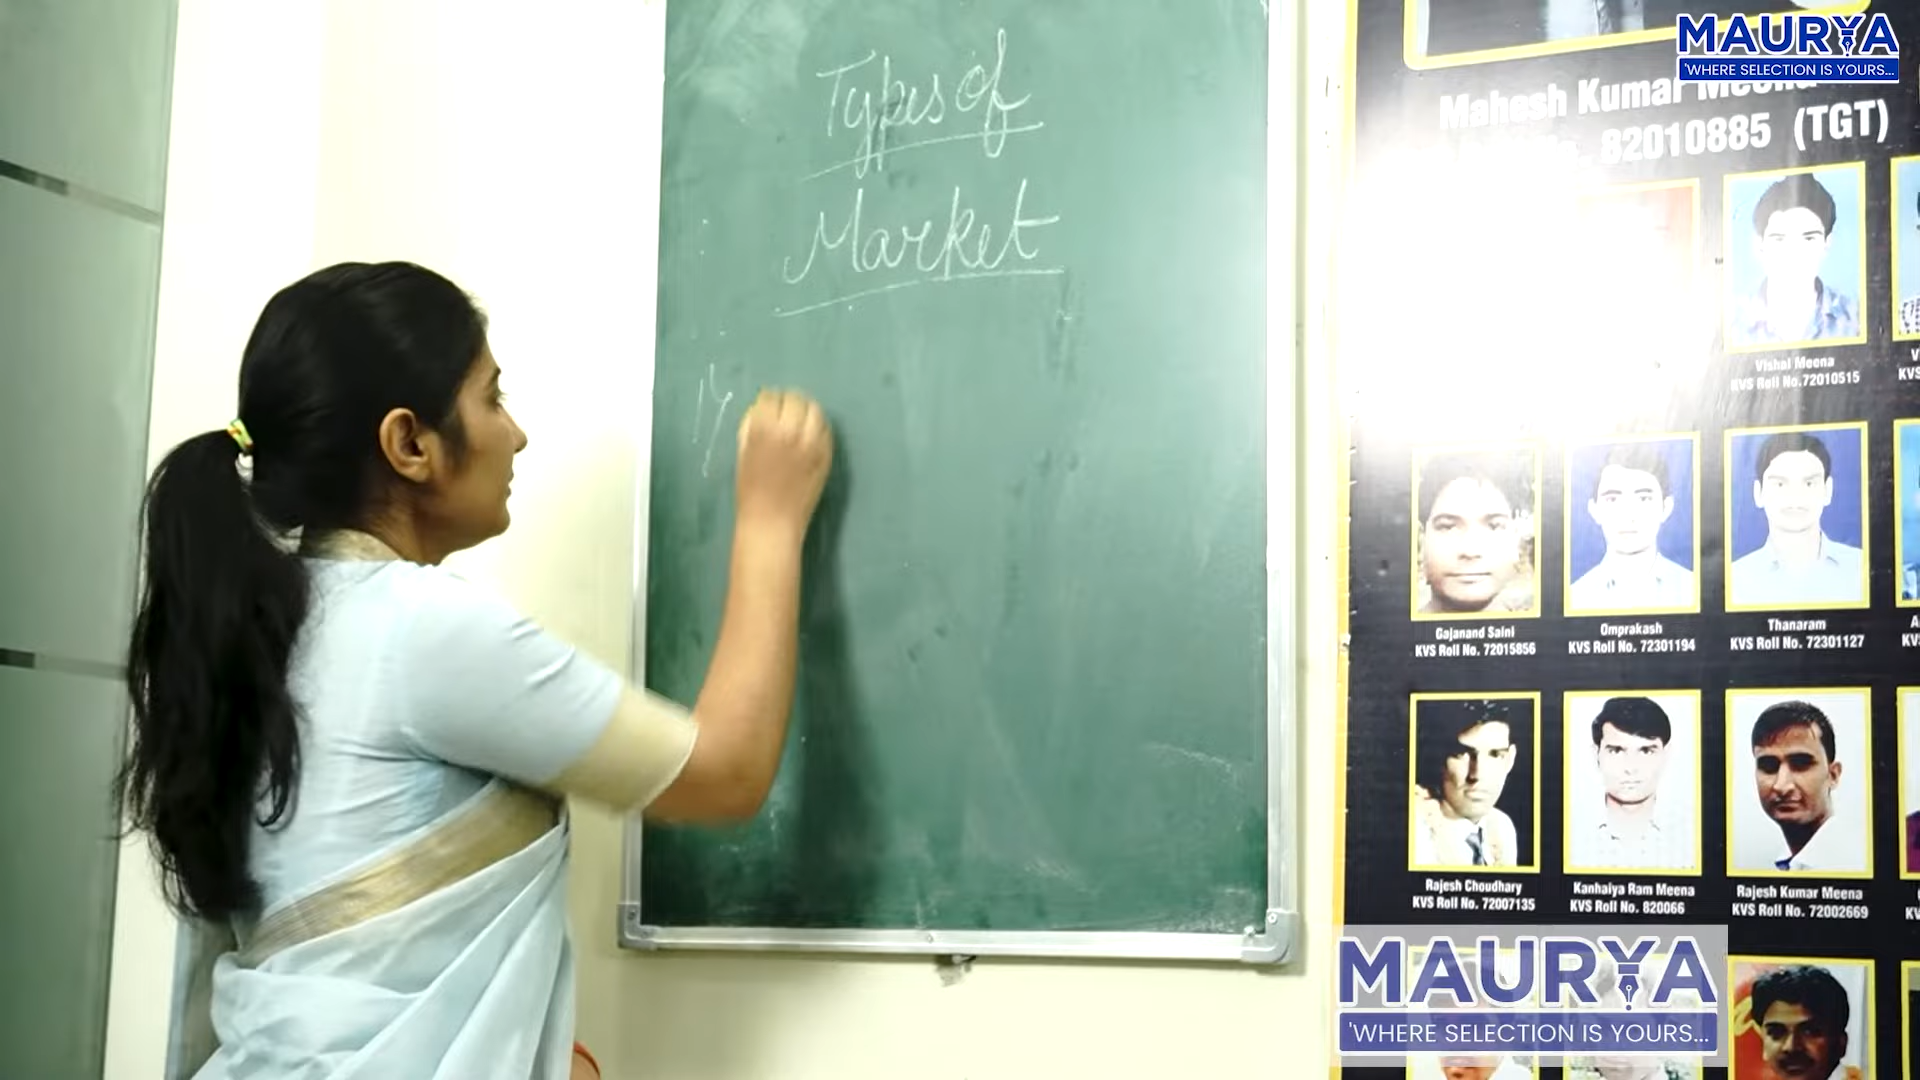 Types of
Market
1)
MAURYA
'WHERE SELECTION IS YOURS...
Mahesh Kumar Meena
82010885 (TGT)
Vishal Meena
KVS Roll No.72010515
Gajanand Saini
KVS Roll No. 72015856
Omprakash
KVS Roll No. 72301194
Thanaram
KVS Roll No. 72301127
Rajesh Choudhary
KVS Roll No. 72007135
Kanhaiya Ram Meena
KVS Roll No. 820066
Rajesh Kumar Meena
KVS Roll No. 72002669
MAURYA
'WHERE SELECTION IS YOURS...